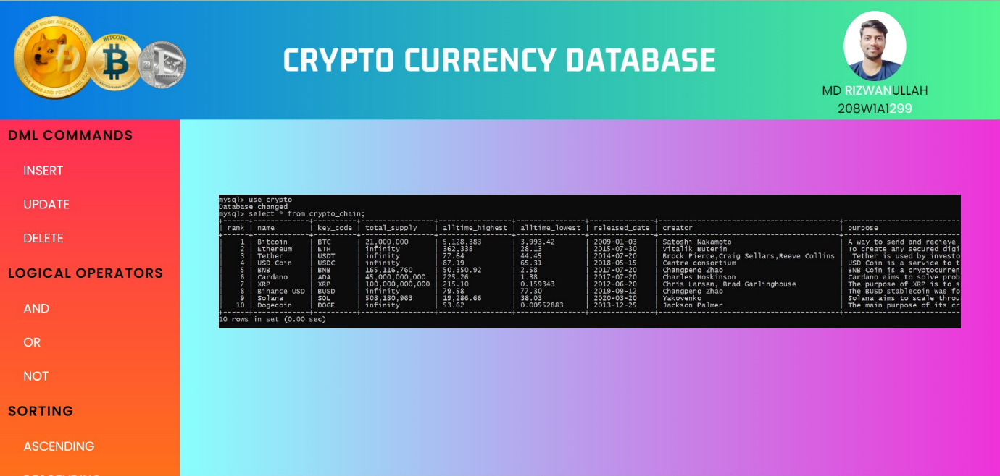 TO THE MOON AND BEYOND
BITCOIN
CRYPTO CURRENCY DATABASE
MD RIZWANULLAH
208W1A1299
DML COMMANDS
INSERT
UPDATE
DELETE
LOGICAL OPERATORS
AND
OR
NOT
SORTING
ASCENDING
DESCENDING
mysql> use crypto
Database changed
mysql> select * from crypto_chain;
| rank | name | key_code | total_supply | alltime_highest | alltime_lowest | released_date | creator | purpose
| 1 | Bitcoin | BTC | 21,000,000 | 5,128,383 | 3,993.42 | 2009-01-03 | Satoshi Nakamoto | A way to send and recieve
| 2 | Ethereum | ETH | infinity | 362,338 | 28.13 | 2015-07-30 | Vitalik Buterin | To create any secured digi
| 3 | Tether | USDT | infinity | 77.64 | 44.45 | 2014-07-20 | Brock Pierce,Craig Sellars,Reeve Collins | Tether is used by investo
| 4 | USD Coin | USDC | infinity | 87.19 | 65.31 | 2018-05-15 | Centre consortium | USD Coin is a service to t
| 5 | BNB | BNB | 165,116,760 | 50,350.92 | 2.58 | 2017-07-20 | Changpeng Zhao | BNB Coin is a cryptocurren
| 6 | Cardano | ADA | 45,000,000,000 | 225.26 | 1.38 | 2017-07-20 | Charles Hoskinson | Cardano aims to solve prob
| 7 | XRP | XRP | 100,000,000,000 | 215.10 | 0.159343 | 2012-06-20 | Chris Larsen, Brad Garlinghouse | The purpose of XRP is to s
| 8 | Binance USD | BUSD | infinity | 79.58 | 77.30 | 2019-09-12 | Changpeng Zhao | The BUSD stablecoin was fo
| 9 | Solana | SOL | 508,180,963 | 19,286.66 | 38.03 | 2020-03-20 | Yakovenko | Solana aims to scale throu
| 10 | Dogecoin | DOGE | infinity | 53.62 | 0.00552883 | 2013-12-25 | Jackson Palmer | The main purpose of its cr
10 rows in set (0.00 sec)